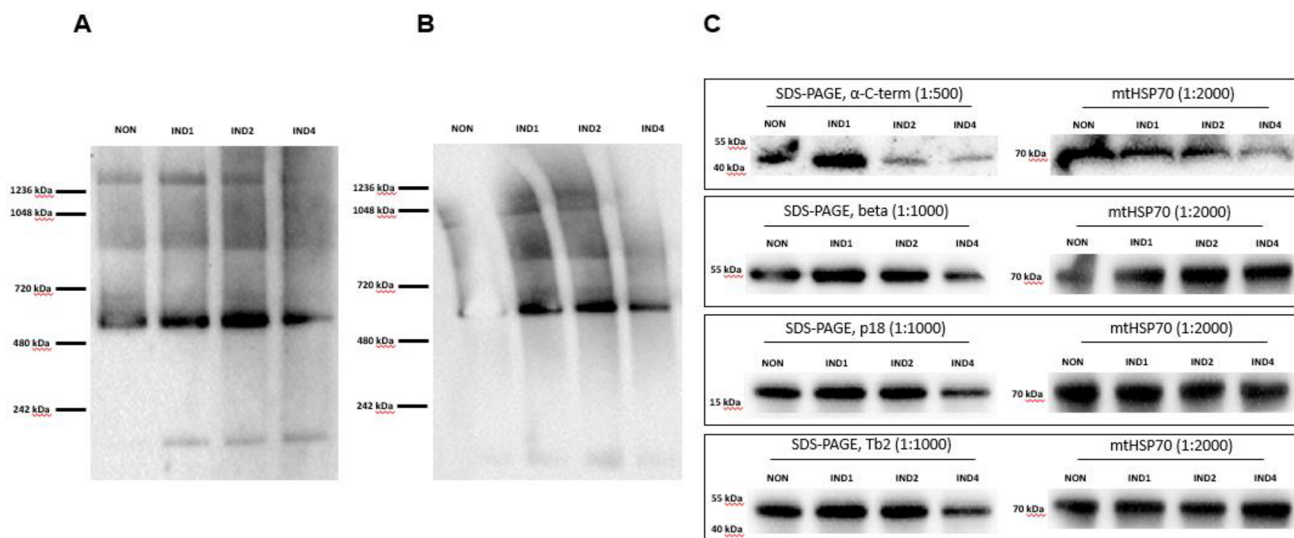 A
B
C
NON IND1 IND2 IND4
1236 kDa
1048 kDa
720 kDa
480 kDa
242 kDa
NON IND1 IND2 IND4
1236 kDa
1048 kDa
720 kDa
480 kDa
242 kDa
SDS-PAGE, α-C-term (1:500)
NON IND1 IND2 IND4
55 kDa
40 kDa
mtHSP70 (1:2000)
NON IND1 IND2 IND4
70 kDa
SDS-PAGE, beta (1:1000)
NON IND1 IND2 IND4
55 kDa
mtHSP70 (1:2000)
NON IND1 IND2 IND4
70 kDa
SDS-PAGE, p18 (1:1000)
NON IND1 IND2 IND4
15 kDa
mtHSP70 (1:2000)
NON IND1 IND2 IND4
70 kDa
SDS-PAGE, Tb2 (1:1000)
NON IND1 IND2 IND4
55 kDa
40 kDa
mtHSP70 (1:2000)
NON IND1 IND2 IND4
70 kDa